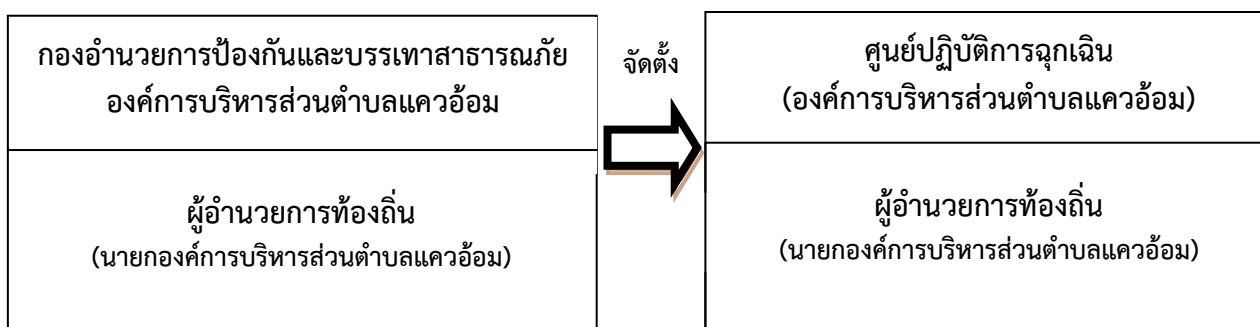 กองอำนวยการป้องกันและบรรเทาสาธารณภัย
องค์การบริหารส่วนตำบลแควอ้อม
ผู้อำนวยการท้องถิ่น
(นายกองค์การบริหารส่วนตำบลแควอ้อม)
จัดตั้ง
ศูนย์ปฏิบัติการฉุกเฉิน
(องค์การบริหารส่วนตำบลแควอ้อม)
ผู้อำนวยการท้องถิ่น
(นายกองค์การบริหารส่วนตำบลแควอ้อม)